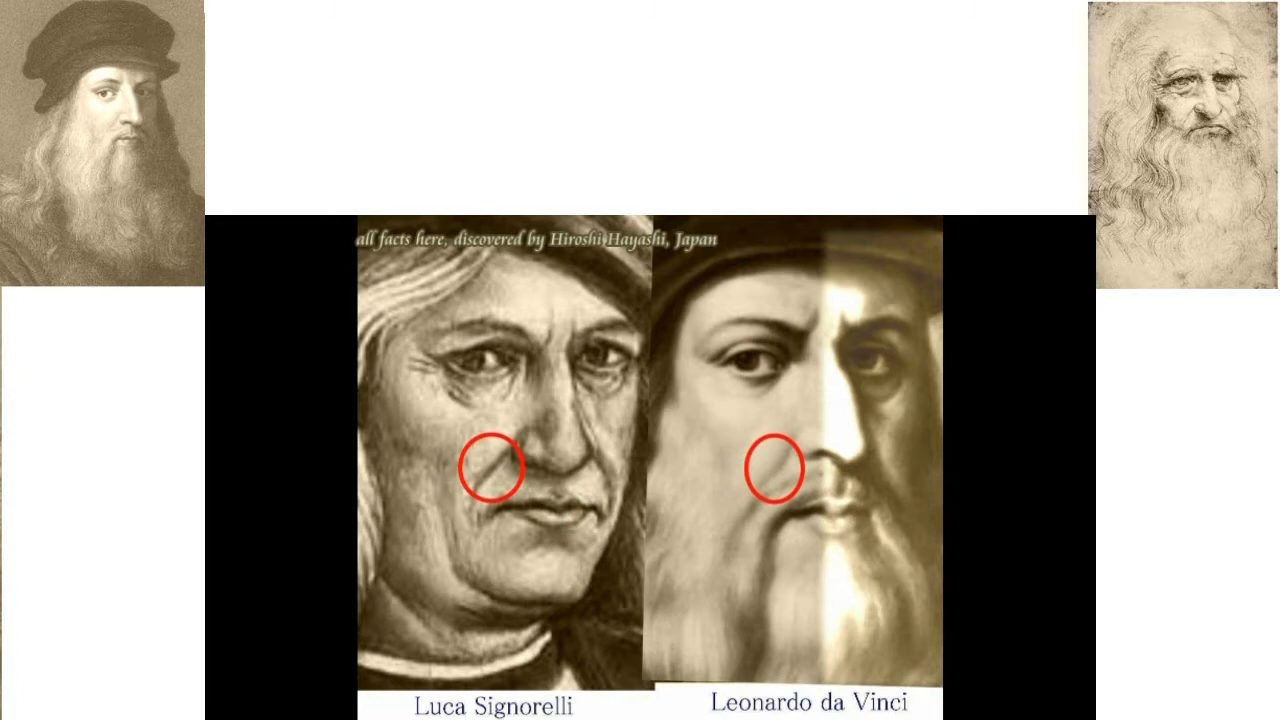 all facts here, discovered by Hiroshi Hayashi, Japan
Luca Signorelli
Leonardo da Vinci